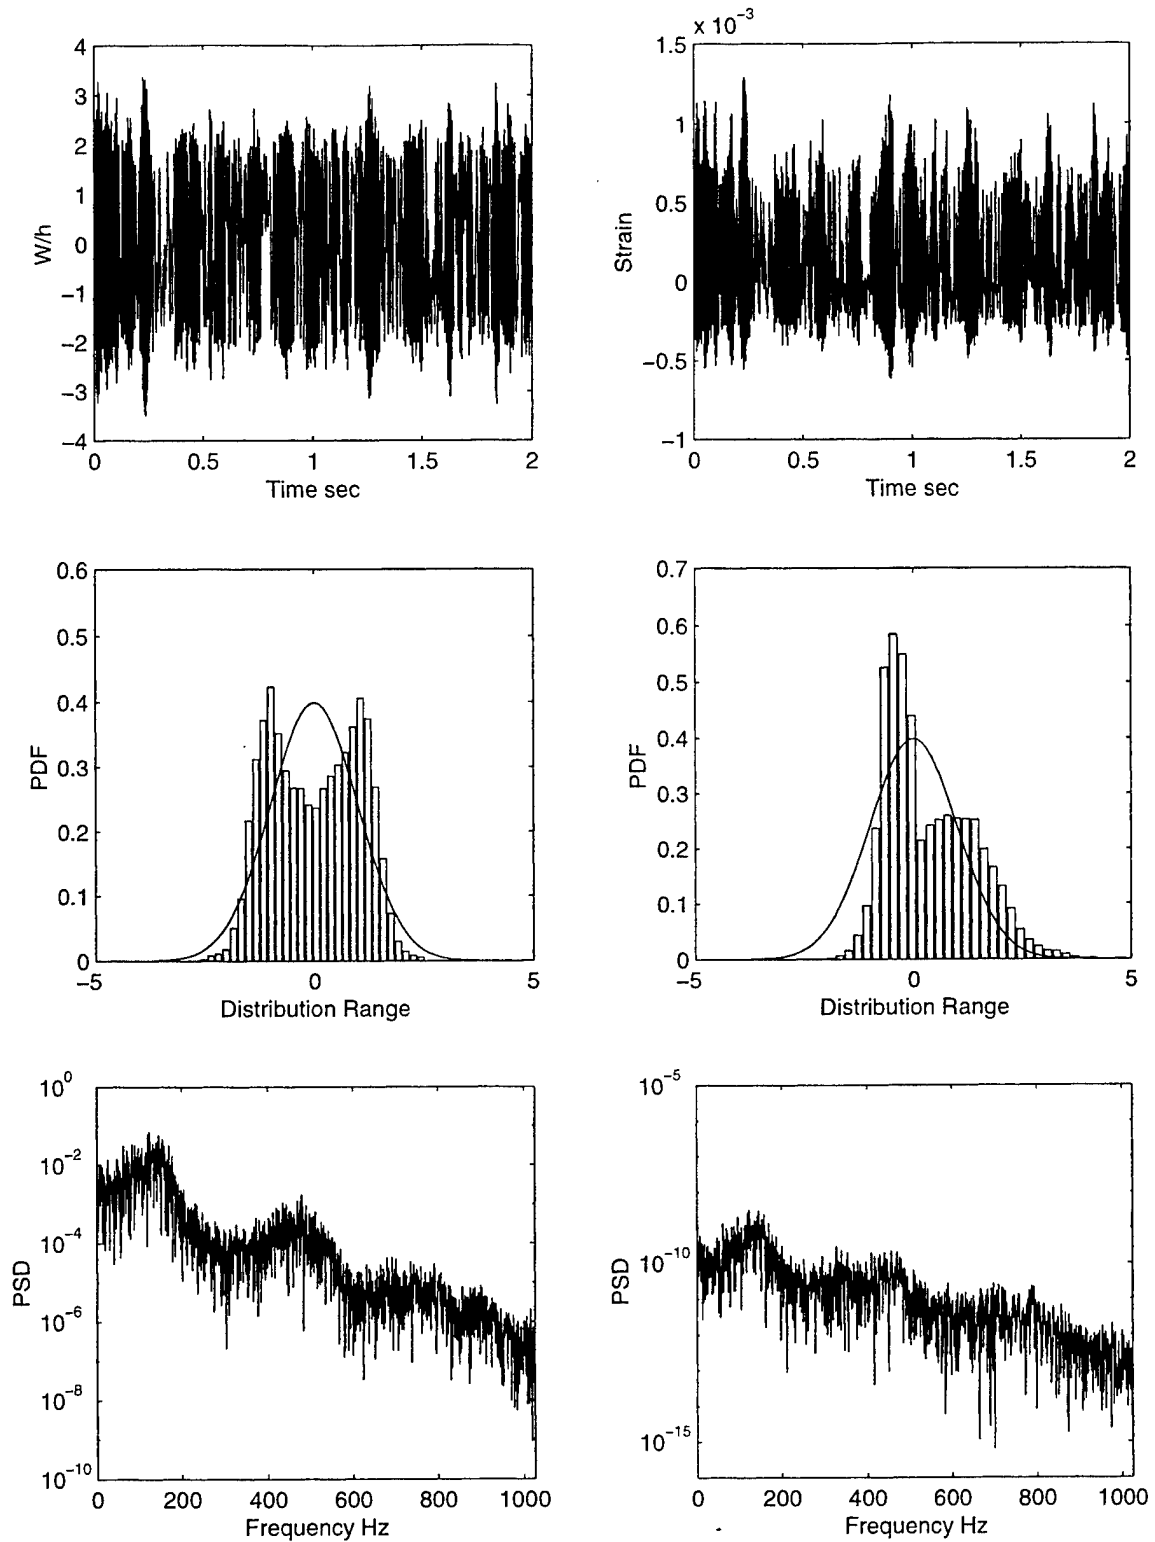 4
3
2
1
0
−1
−2
−3
−4
W/h
0 0.5 1 1.5 2
Time sec
x 10−3
1.5
1
0.5
0
−0.5
−1
Strain
0 0.5 1 1.5 2
Time sec
0.6
0.5
0.4
0.3
0.2
0.1
0
PDF
−5 0 5
Distribution Range
0.7
0.6
0.5
0.4
0.3
0.2
0.1
0
PDF
−5 0 5
Distribution Range
10^0
10^−2
10^−4
10^−6
10^−8
10^−10
PSD
0 200 400 600 800 1000
Frequency Hz
10^−5
10^−10
10^−15
PSD
0 200 400 600 800 1000
Frequency Hz